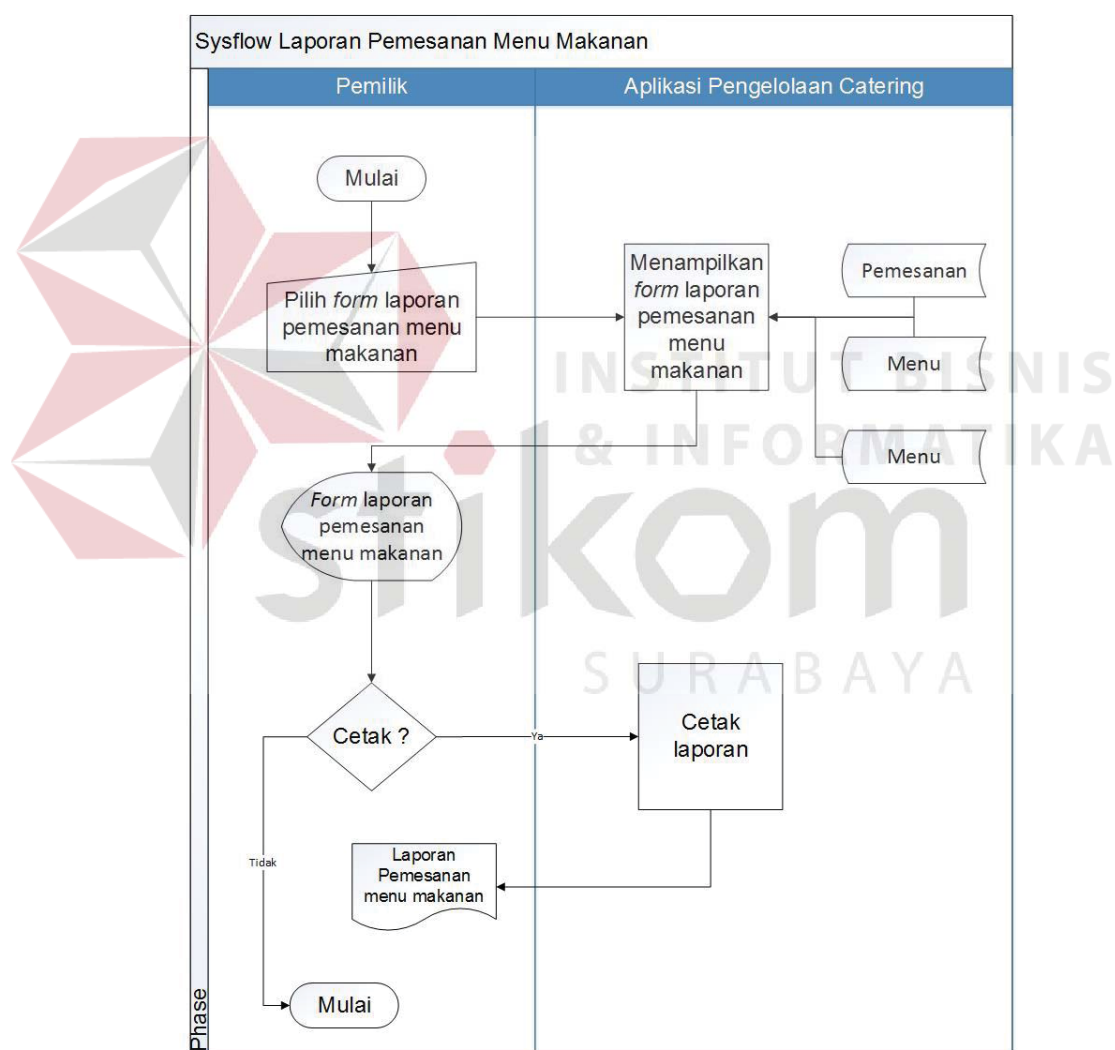 Sysflow Laporan Pemesanan Menu Makanan
Pemilik
Aplikasi Pengelolaan Catering
Mulai
Pilih form laporan
pemesanan menu
makanan
Menampilkan
form laporan
pemesanan
menu
makanan
Pemesanan
Menu
Menu
Form laporan
pemesanan
menu makanan
Cetak ?
Ya
Cetak
laporan
Tidak
Laporan
Pemesanan
menu makanan
Mulai
Phase
INSTITUT BISNIS
& INFORMATIKA
stikom
SURABAYA